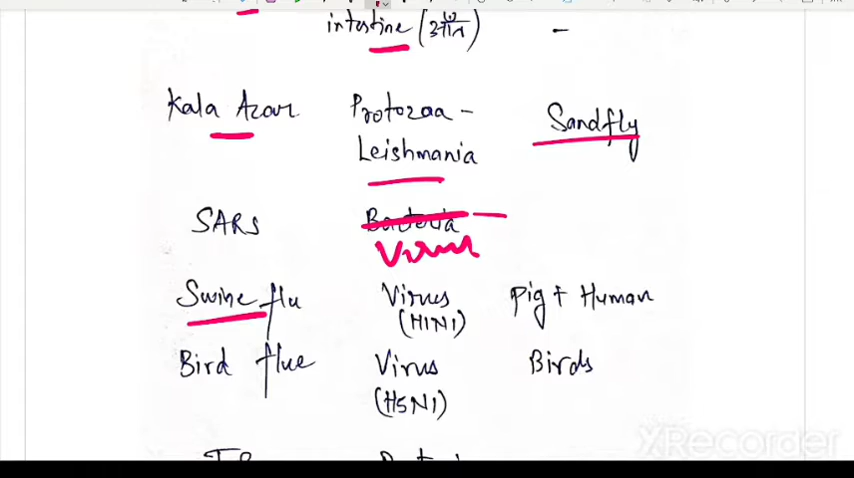 intestine (आंत) -
Kala Azar Protozaa - Sandfly
Leishmania
SARS Bacteria -
Virus
Swine flu Virus Pig + Human
(H1N1)
Bird flue Virus Birds
(H5N1)
XRecorder